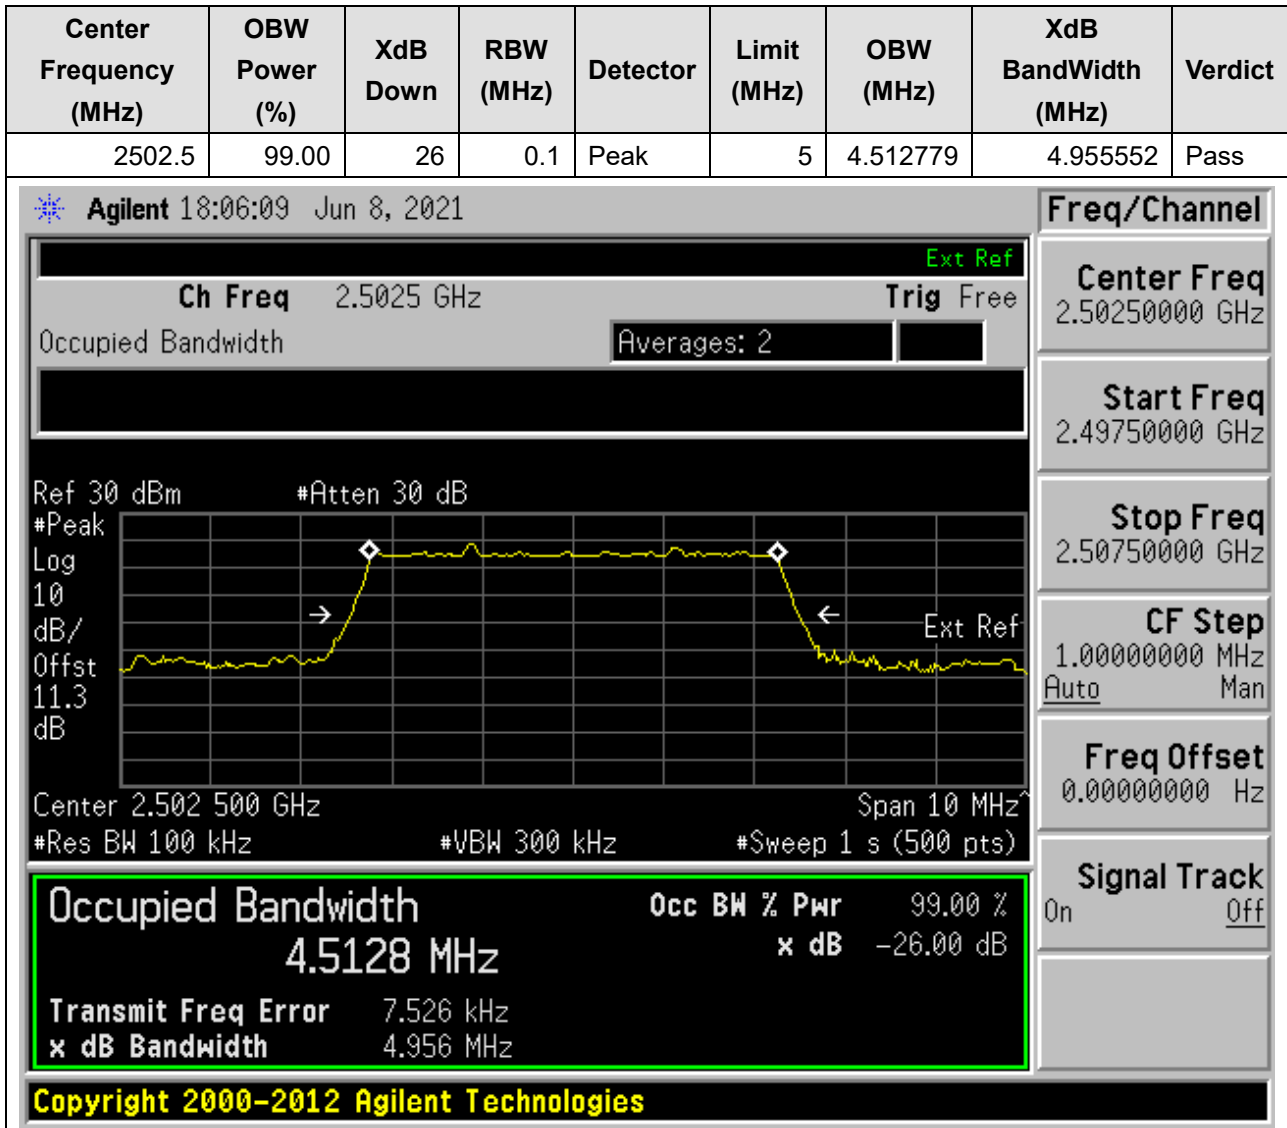 Center Frequency (MHz) OBW Power (%) XdB Down RBW (MHz) Detector Limit (MHz) OBW (MHz) XdB BandWidth (MHz) Verdict
2502.5 99.00 26 0.1 Peak 5 4.512779 4.955552 Pass
Agilent 18:06:09 Jun 8, 2021
Ext Ref
Ch Freq 2.5025 GHz Trig Free
Occupied Bandwidth Averages: 2
Ref 30 dBm #Atten 30 dB
#Peak
Log
10
dB/
Offst
11.3
dB
Ext Ref
Center 2.502 500 GHz Span 10 MHz^
#Res BW 100 kHz #VBW 300 kHz #Sweep 1 s (500 pts)
Occupied Bandwidth
4.5128 MHz
Occ BW % Pwr 99.00 %
x dB -26.00 dB
Transmit Freq Error 7.526 kHz
x dB Bandwidth 4.956 MHz
Freq/Channel
Center Freq
2.50250000 GHz
Start Freq
2.49750000 GHz
Stop Freq
2.50750000 GHz
CF Step
1.00000000 MHz
Auto Man
Freq Offset
0.00000000 Hz
Signal Track
On Off
Copyright 2000-2012 Agilent Technologies